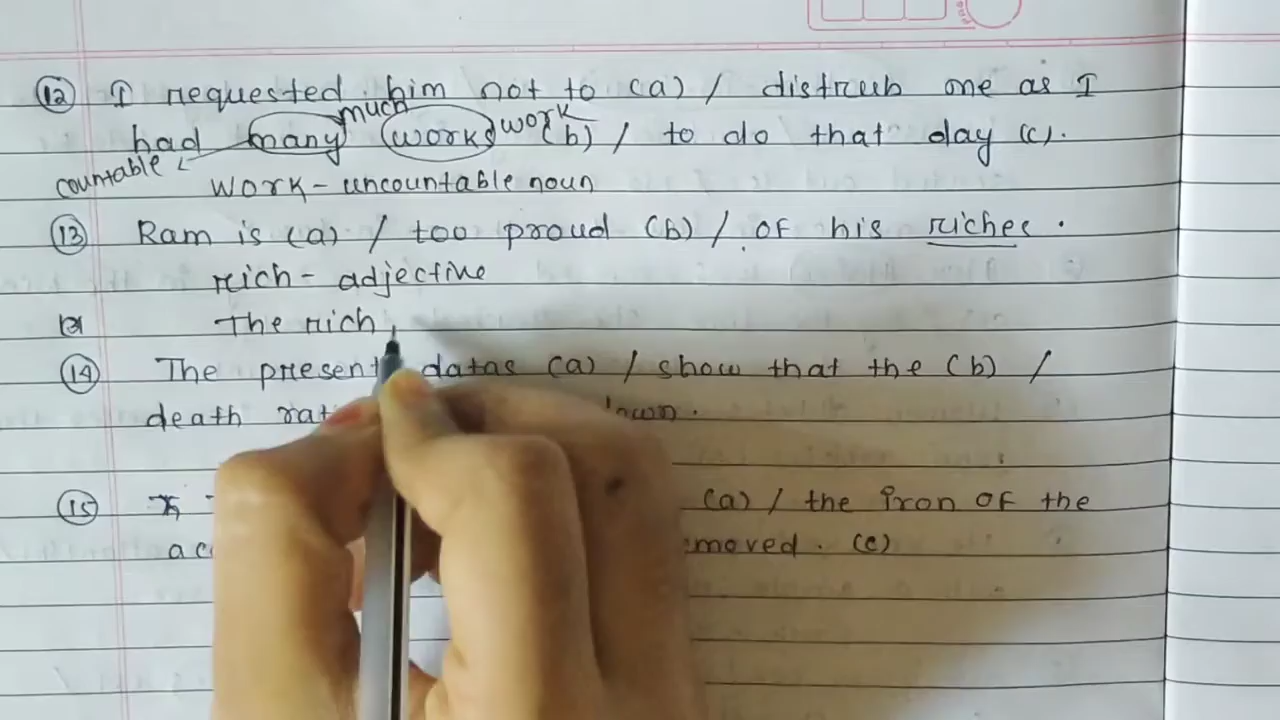 (12) I requested him not to (a) / distrub one as I
much work
had many works (b) / to do that day (c).
countable
work - uncountable noun
(13) Ram is (a) / too proud (b) / of his riches.
rich - adjective
The rich
(14) The present datas (a) / show that the (b) /
death
(15)
(a) / the iron of the
moved. (c)